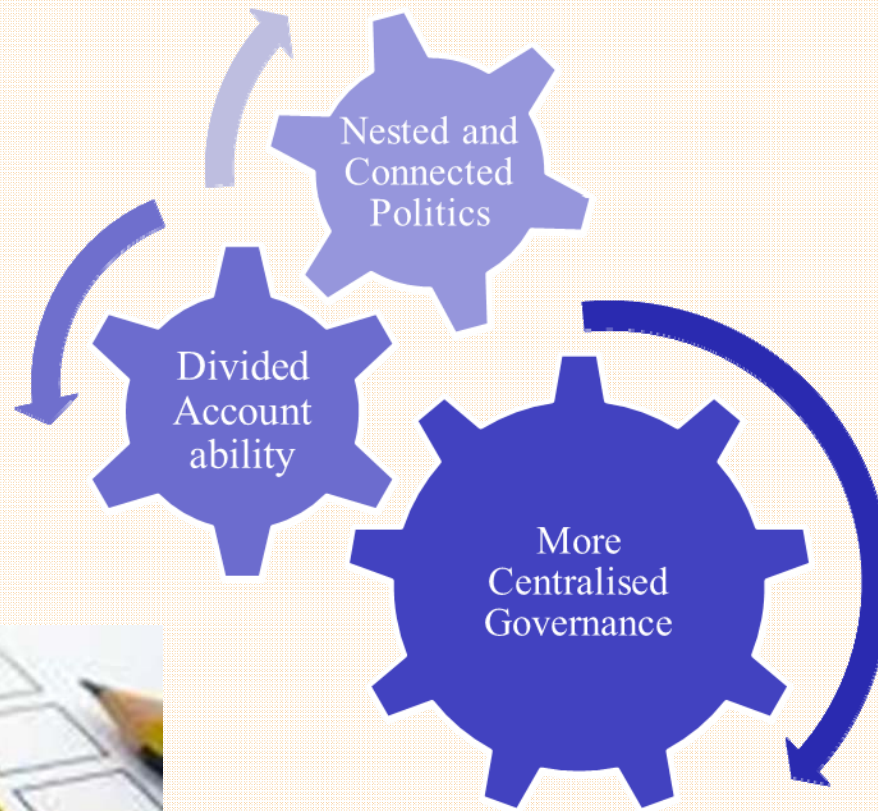 Nested and
Connected
Politics
Divided
Account
ability
More
Centralised
Governance